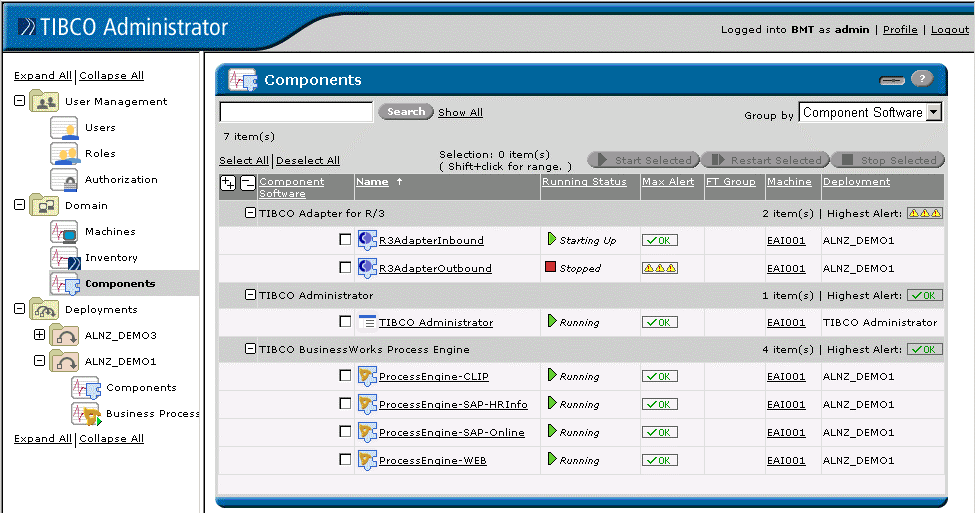 TIBCO Administrator
Logged into BMT as admin | Profile | Logout
Expand All | Collapse All
User Management
Users
Roles
Authorization
Domain
Machines
Inventory
Components
Deployments
ALNZ_DEMO3
ALNZ_DEMO1
Components
Business Process
Expand All | Collapse All
Components
?
Search Show All
Group by Component Software
7 item(s)
Select All | Deselect All
Selection: 0 item(s)
( Shift+click for range. )
Start Selected Restart Selected Stop Selected
Component Software Name ↑ Running Status Max Alert FT Group Machine Deployment
TIBCO Adapter for R/3 2 item(s) | Highest Alert:
R3AdapterInbound Starting Up OK EAI001 ALNZ_DEMO1
R3AdapterOutbound Stopped EAI001 ALNZ_DEMO1
TIBCO Administrator 1 item(s) | Highest Alert: OK
TIBCO Administrator Running OK EAI001 TIBCO Administrator
TIBCO BusinessWorks Process Engine 4 item(s) | Highest Alert: OK
ProcessEngine-CLIP Running OK EAI001 ALNZ_DEMO1
ProcessEngine-SAP-HRInfo Running OK EAI001 ALNZ_DEMO1
ProcessEngine-SAP-Online Running OK EAI001 ALNZ_DEMO1
ProcessEngine-WEB Running OK EAI001 ALNZ_DEMO1